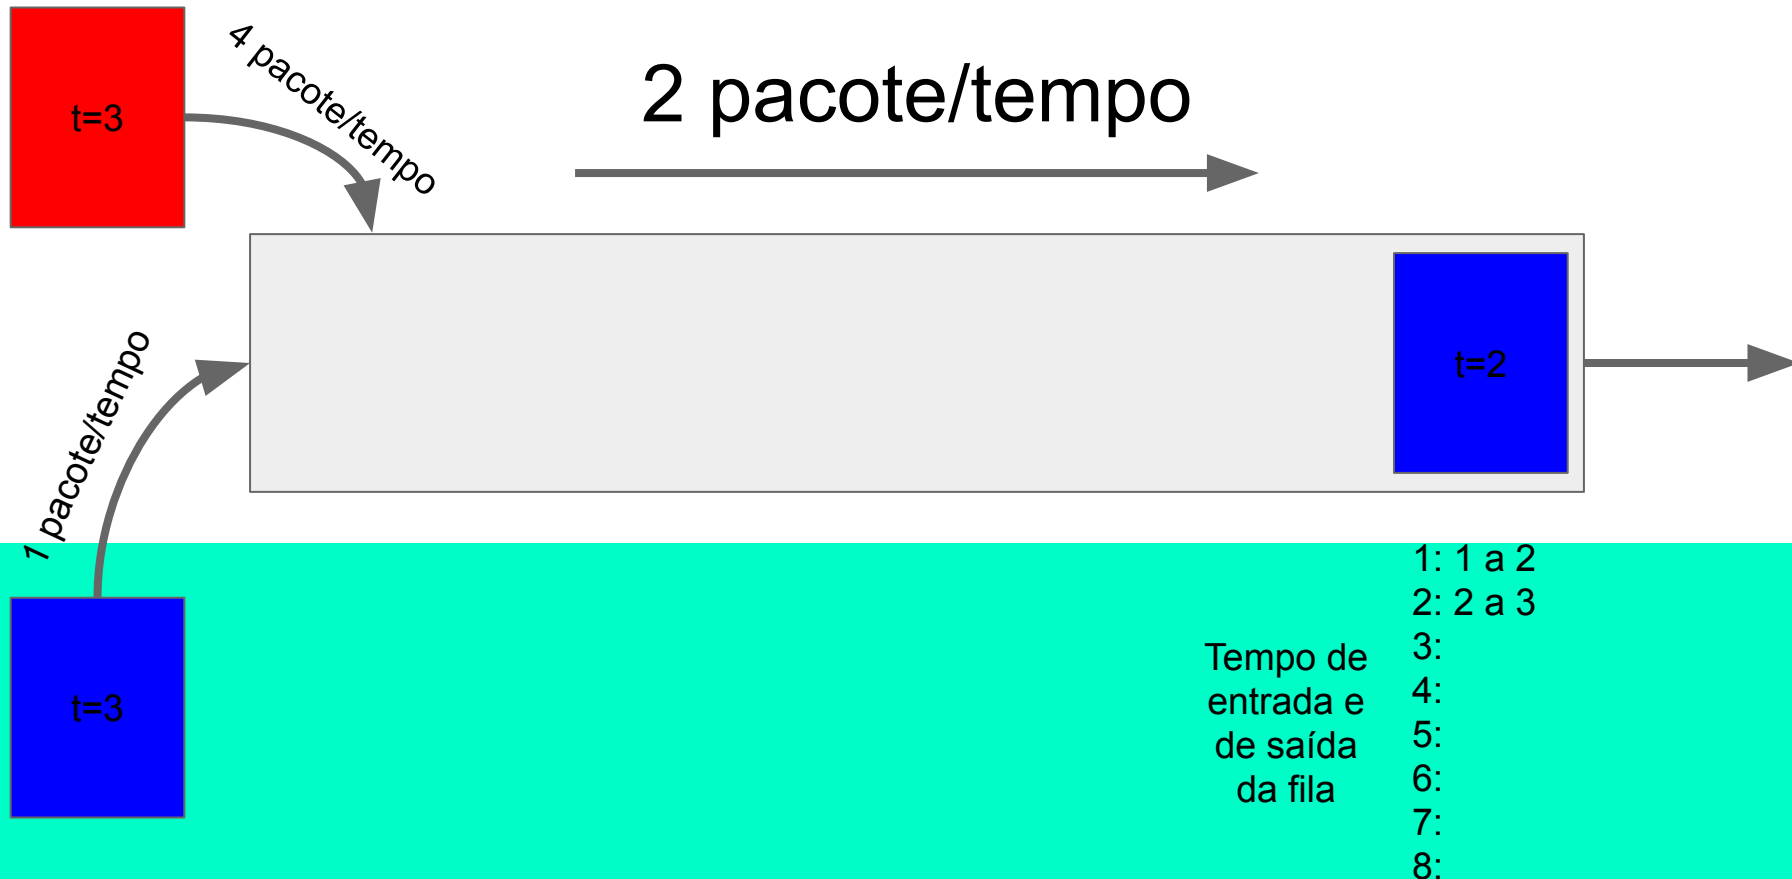 t=3
4 pacote/tempo
2 pacote/tempo
t=2
1 pacote/tempo
t=3
Tempo de
entrada e
de saída
da fila
1: 1 a 2
2: 2 a 3
3:
4:
5:
6:
7:
8: